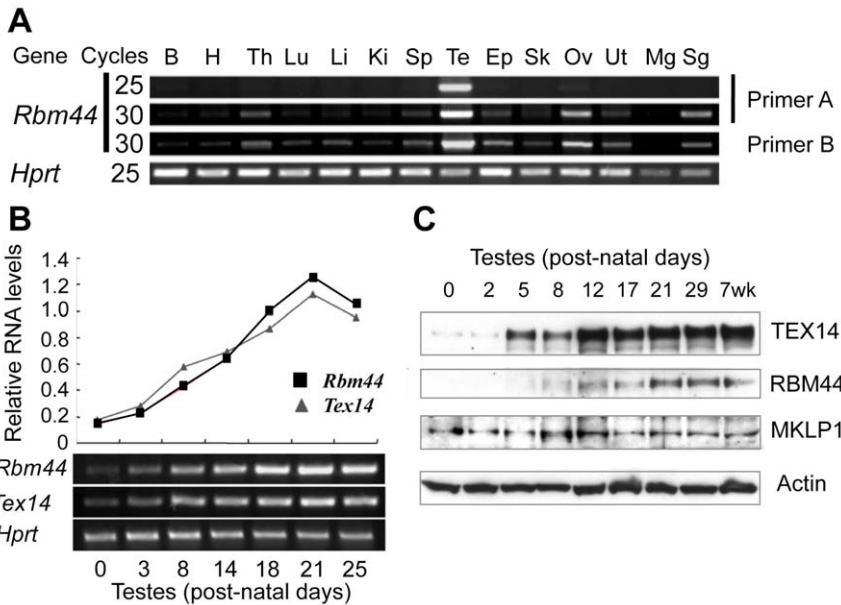 A
Gene Cycles B H Th Lu Li Ki Sp Te Ep Sk Ov Ut Mg Sg
25
Rbm44 30 Primer A
30 Primer B
Hprt 25
B
Relative RNA levels
1.4
1.2
1.0
0.8
0.6
0.4
0.2
0
Rbm44
Tex14
Rbm44
Tex14
Hprt
0 3 8 14 18 21 25
Testes (post-natal days)
C
Testes (post-natal days)
0 2 5 8 12 17 21 29 7wk
TEX14
RBM44
MKLP1
Actin